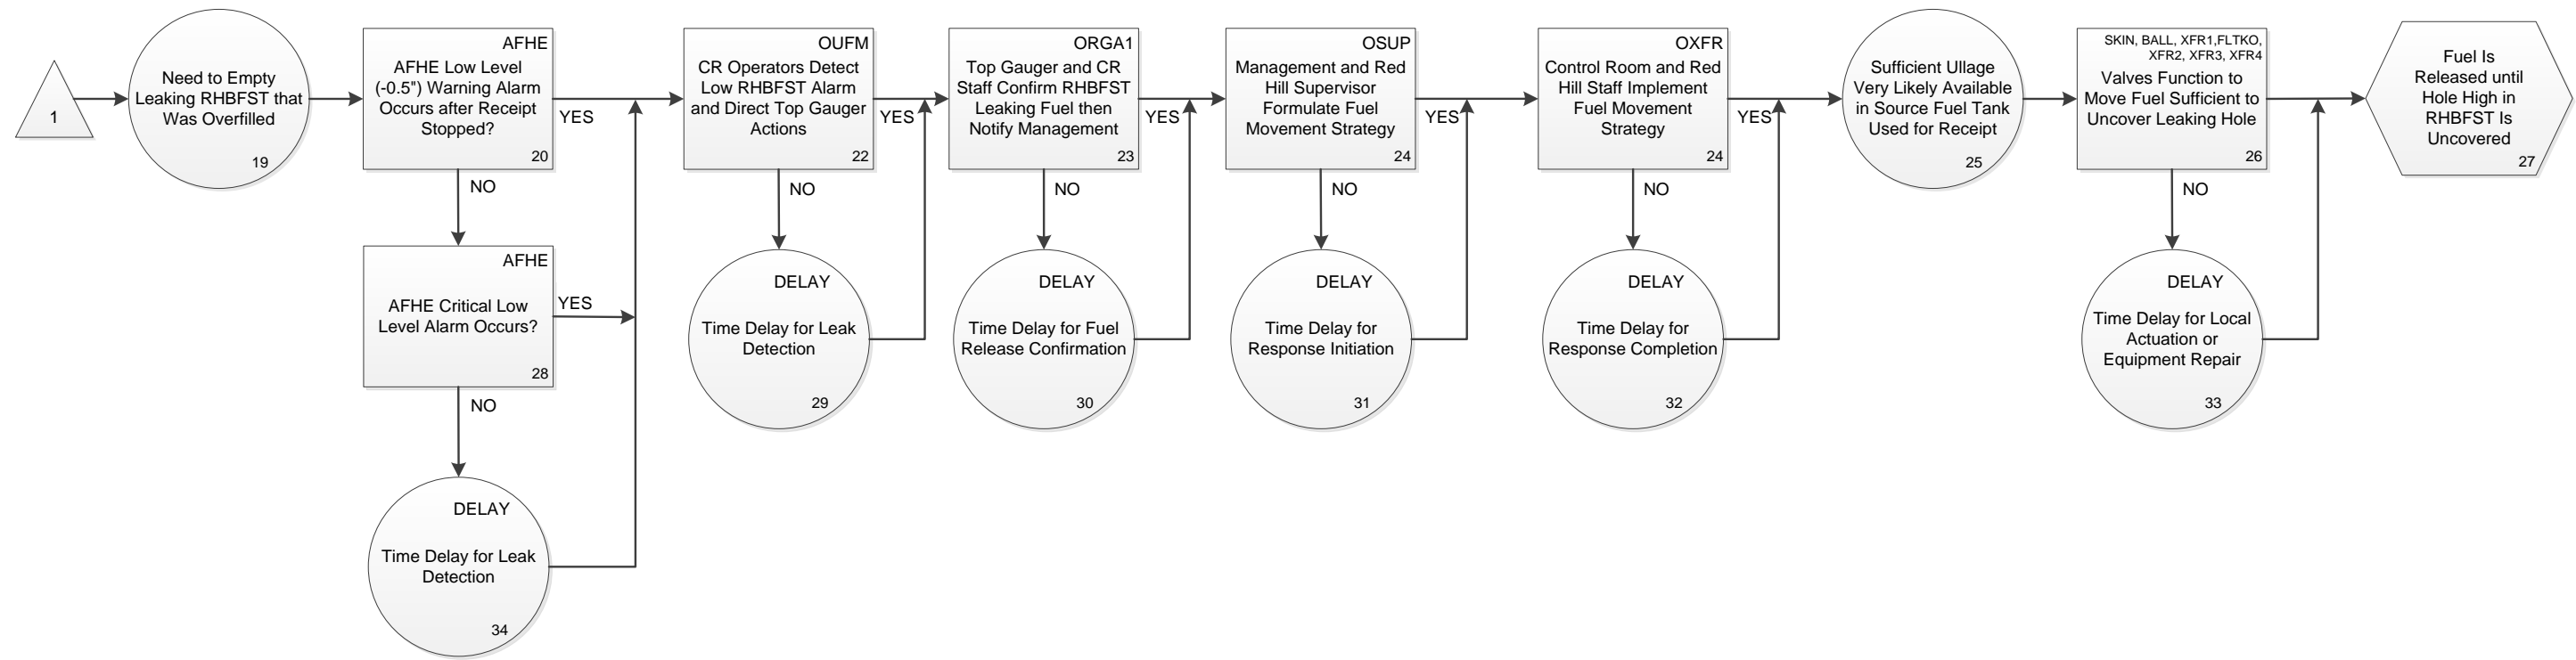 1
Need to Empty
Leaking RHBFST that
Was Overfilled
19
AFHE
AFHE Low Level
(-0.5") Warning Alarm
Occurs after Receipt
Stopped?
20
YES
NO
OUFM
CR Operators Detect
Low RHBFST Alarm
and Direct Top Gauger
Actions
22
YES
NO
ORGA1
Top Gauger and CR
Staff Confirm RHBFST
Leaking Fuel then
Notify Management
23
YES
NO
OSUP
Management and Red
Hill Supervisor
Formulate Fuel
Movement Strategy
24
YES
NO
OXFR
Control Room and Red
Hill Staff Implement
Fuel Movement
Strategy
24
YES
NO
Sufficient Ullage
Very Likely Available
in Source Fuel Tank
Used for Receipt
25
SKIN, BALL, XFR1,FLTKO,
XFR2, XFR3, XFR4
Valves Function to
Move Fuel Sufficient to
Uncover Leaking Hole
26
NO
Fuel Is
Released until
Hole High in
RHBFST Is
Uncovered
27
AFHE
AFHE Critical Low
Level Alarm Occurs?
28
YES
NO
DELAY
Time Delay for Leak
Detection
29
DELAY
Time Delay for Fuel
Release Confirmation
30
DELAY
Time Delay for
Response Initiation
31
DELAY
Time Delay for
Response Completion
32
DELAY
Time Delay for Local
Actuation or
Equipment Repair
33
DELAY
Time Delay for Leak
Detection
34